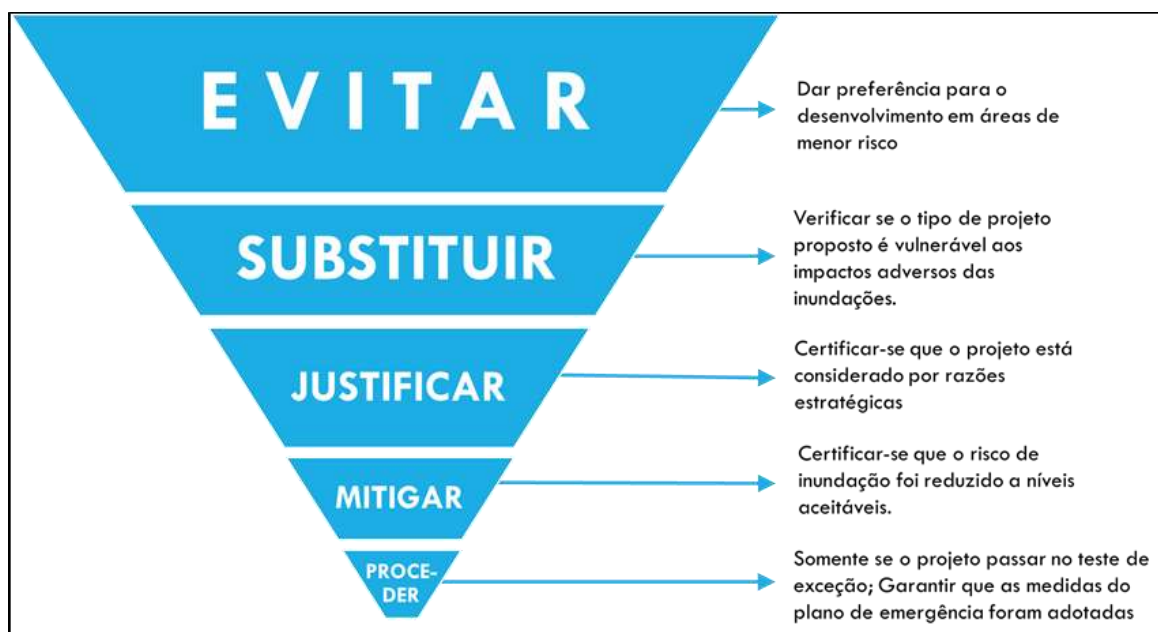 EVITAR
Dar preferência para o
desenvolvimento em áreas de
menor risco
SUBSTITUIR
Verificar se o tipo de projeto
proposto é vulnerável aos
impactos adversos das
inundações.
JUSTIFICAR
Certificar-se que o projeto está
considerado por razões
estratégicas
MITIGAR
Certificar-se que o risco de
inundação foi reduzido a níveis
aceitáveis.
PROCE-
DER
Somente se o projeto passar no teste de
exceção; Garantir que as medidas do
plano de emergência foram adotadas